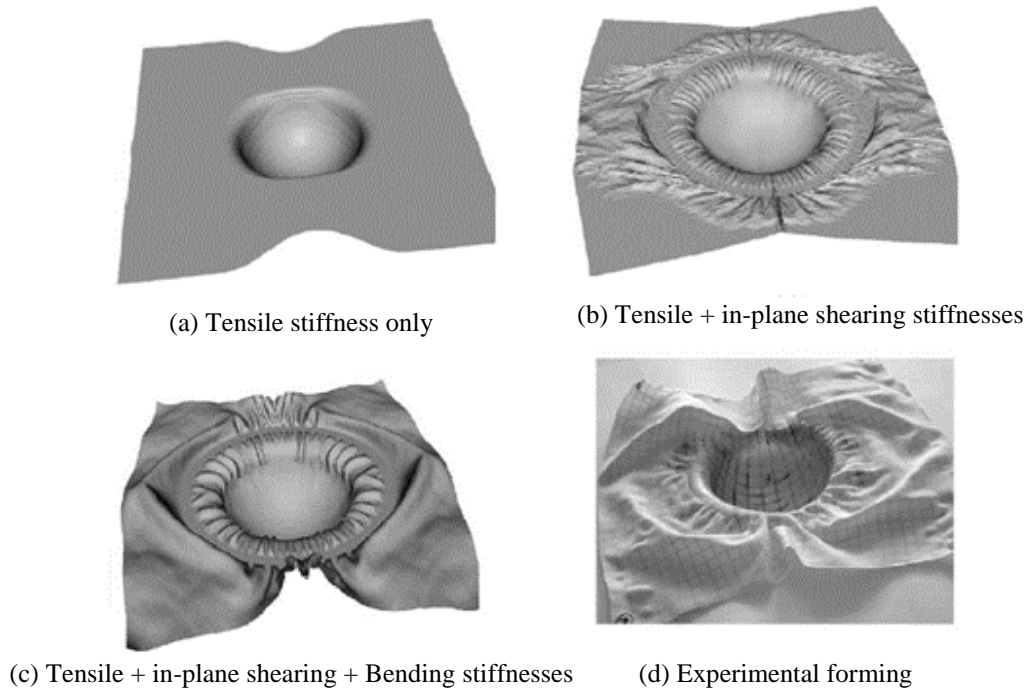 (a) Tensile stiffness only
(b) Tensile + in-plane shearing stiffnesses
(c) Tensile + in-plane shearing + Bending stiffnesses
(d) Experimental forming